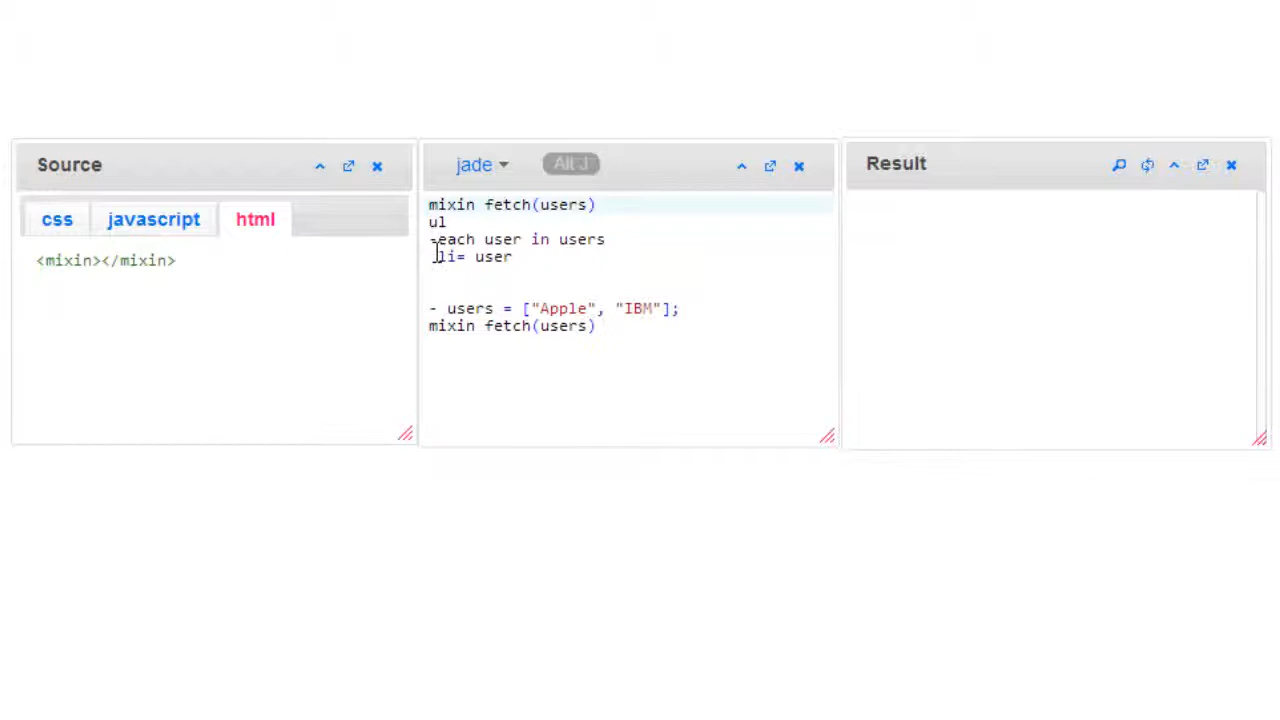 Source
css javascript html
<mixin></mixin>
jade Alt J
mixin fetch(users)
ul
-each user in users
li= user
- users = ["Apple", "IBM"];
mixin fetch(users)
Result